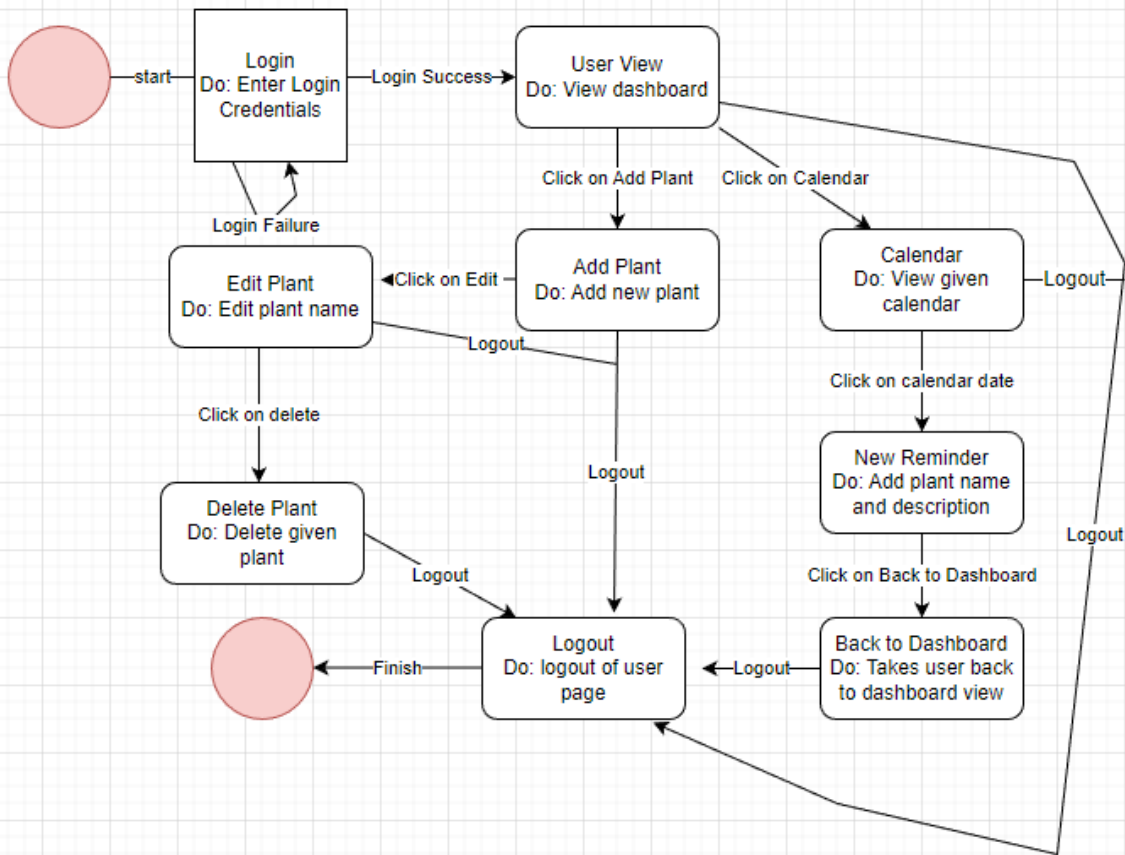 start
Login
Do: Enter Login
Credentials
Login Success
User View
Do: View dashboard
Login Failure
Click on Add Plant
Click on Calendar
Edit Plant
Do: Edit plant name
Click on Edit
Add Plant
Do: Add new plant
Calendar
Do: View given
calendar
Logout
Logout
Click on delete
Click on calendar date
Logout
New Reminder
Do: Add plant name
and description
Delete Plant
Do: Delete given
plant
Logout
Logout
Click on Back to Dashboard
Finish
Logout
Do: logout of user
page
Logout
Back to Dashboard
Do: Takes user back
to dashboard view